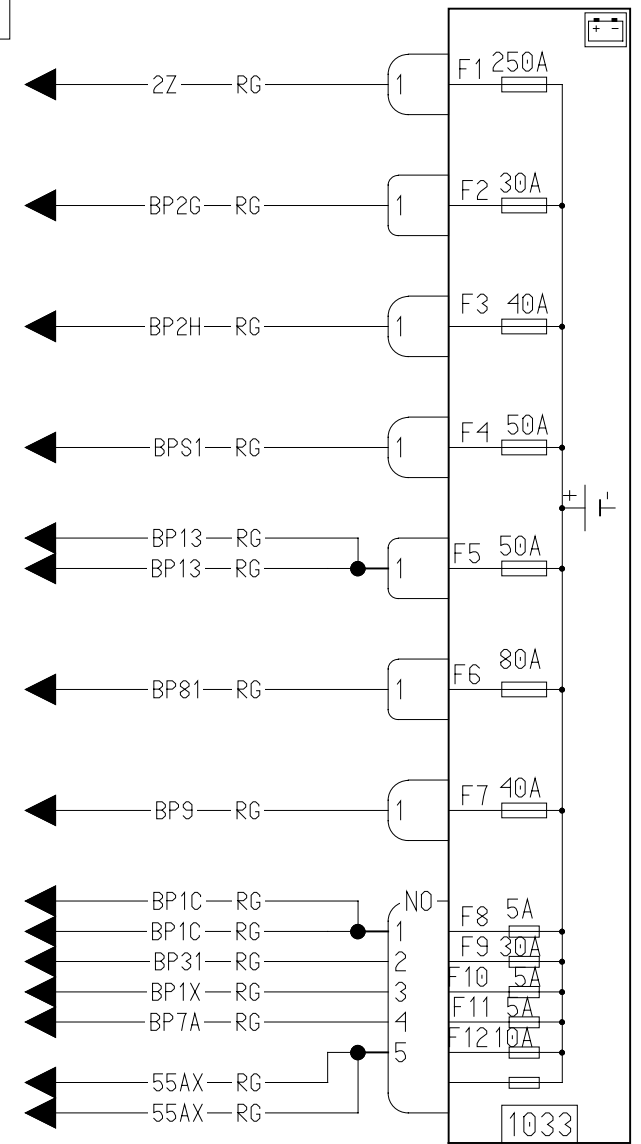 + -
F1 250A
2Z RG 1
F2 30A
BP2G RG 1
F3 40A
BP2H RG 1
F4 50A
BPS1 RG 1
+ -
BP13 RG
F5 50A
BP13 RG 1
F6 80A
BP81 RG 1
F7 40A
BP9 RG 1
BP1C RG NO
F8 5A
BP1C RG 1
F9 30A
BP31 RG 2
F10 5A
BP1X RG 3
F11 5A
BP7A RG 4
F12 10A
5
55AX RG
55AX RG
1033